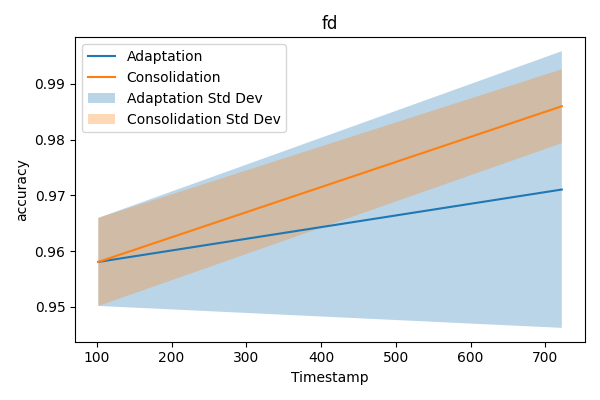 fd
Adaptation
Consolidation
Adaptation Std Dev
Consolidation Std Dev
accuracy
0.99
0.98
0.97
0.96
0.95
100 200 300 400 500 600 700
Timestamp